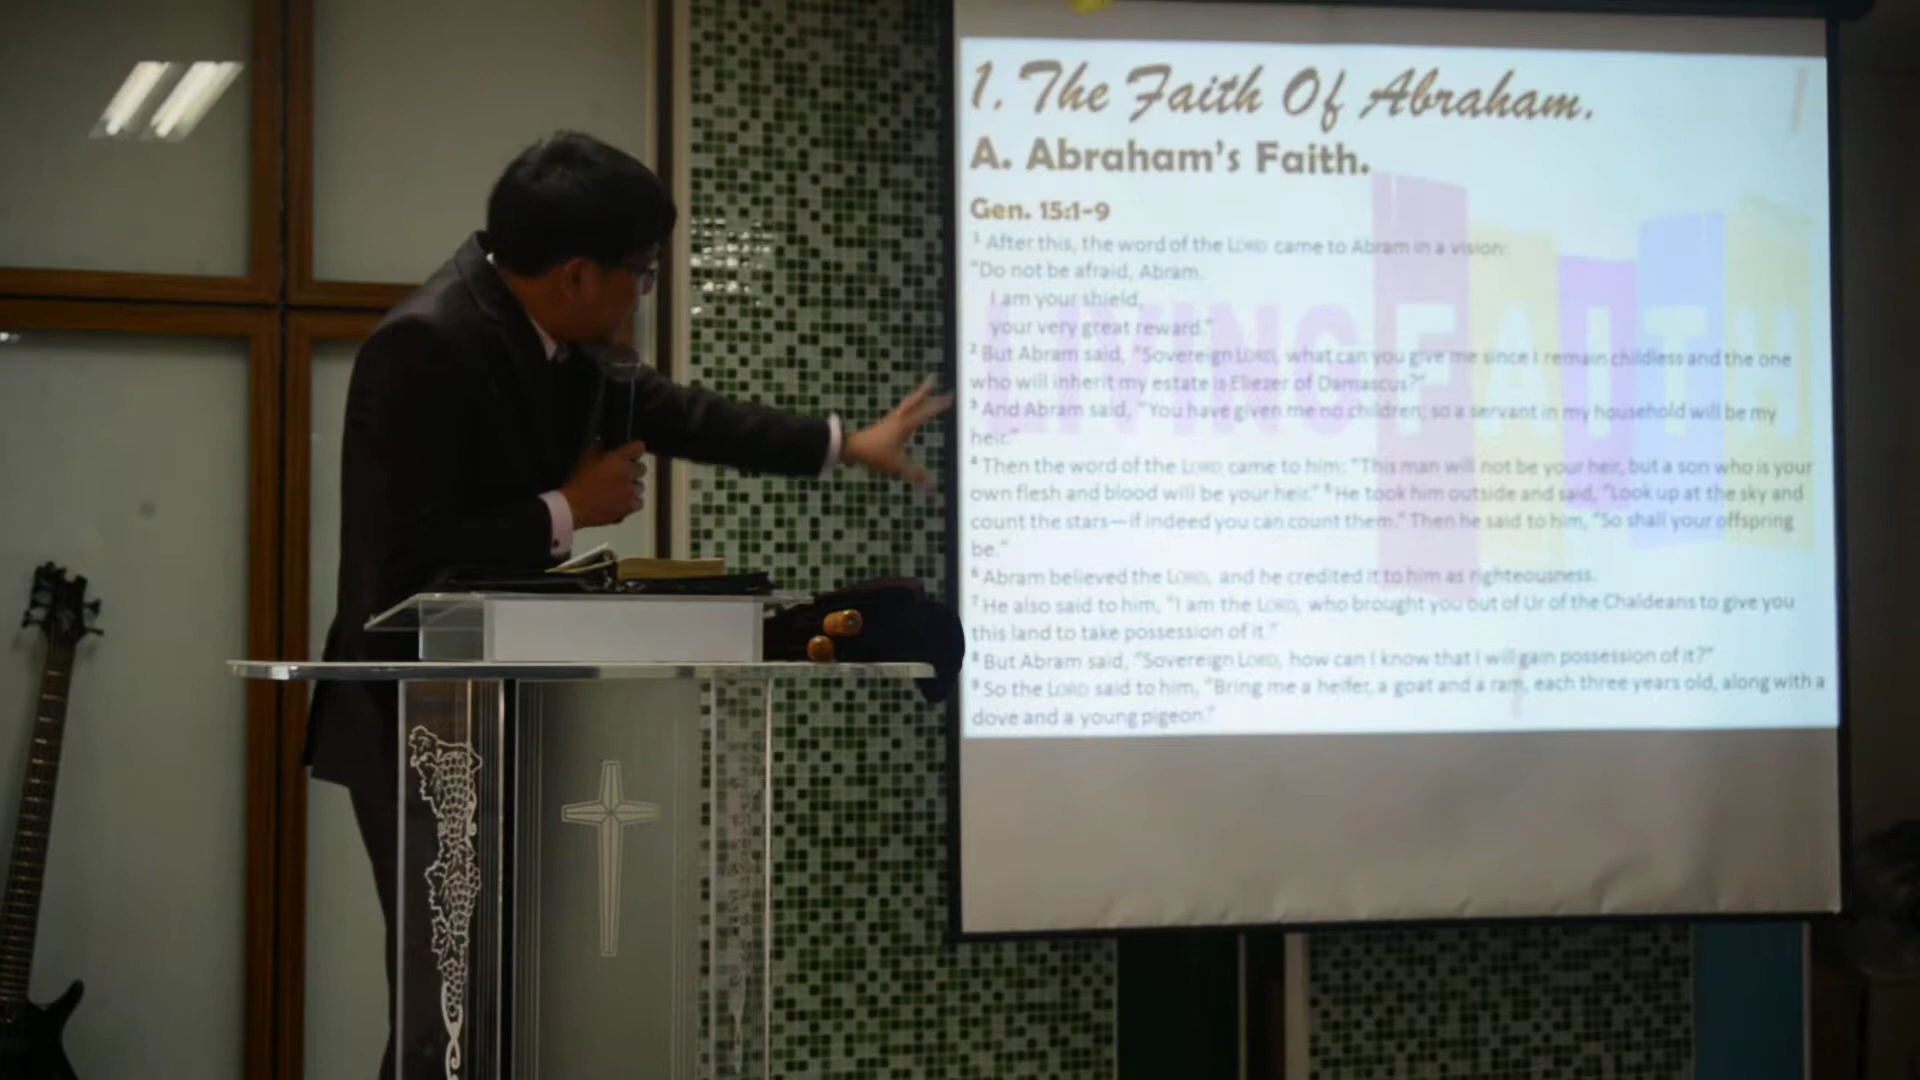 1. The Faith Of Abraham.
A. Abraham's Faith.
Gen. 15:1-9
1 After this, the word of the LORD came to Abram in a vision:
"Do not be afraid, Abram.
I am your shield,
your very great reward."
2 But Abram said, "Sovereign LORD, what can you give me since I remain childless and the one
who will inherit my estate is Eliezer of Damascus?"
3 And Abram said, "You have given me no children; so a servant in my household will be my
heir."
4 Then the word of the LORD came to him: "This man will not be your heir, but a son who is your
own flesh and blood will be your heir." 5 He took him outside and said, "Look up at the sky and
count the stars—if indeed you can count them." Then he said to him, "So shall your offspring
be."
6 Abram believed the LORD, and he credited it to him as righteousness.
7 He also said to him, "I am the LORD, who brought you out of Ur of the Chaldeans to give you
this land to take possession of it."
8 But Abram said, "Sovereign LORD, how can I know that I will gain possession of it?"
9 So the LORD said to him, "Bring me a heifer, a goat and a ram, each three years old, along with a
dove and a young pigeon."
LIVING FAITH